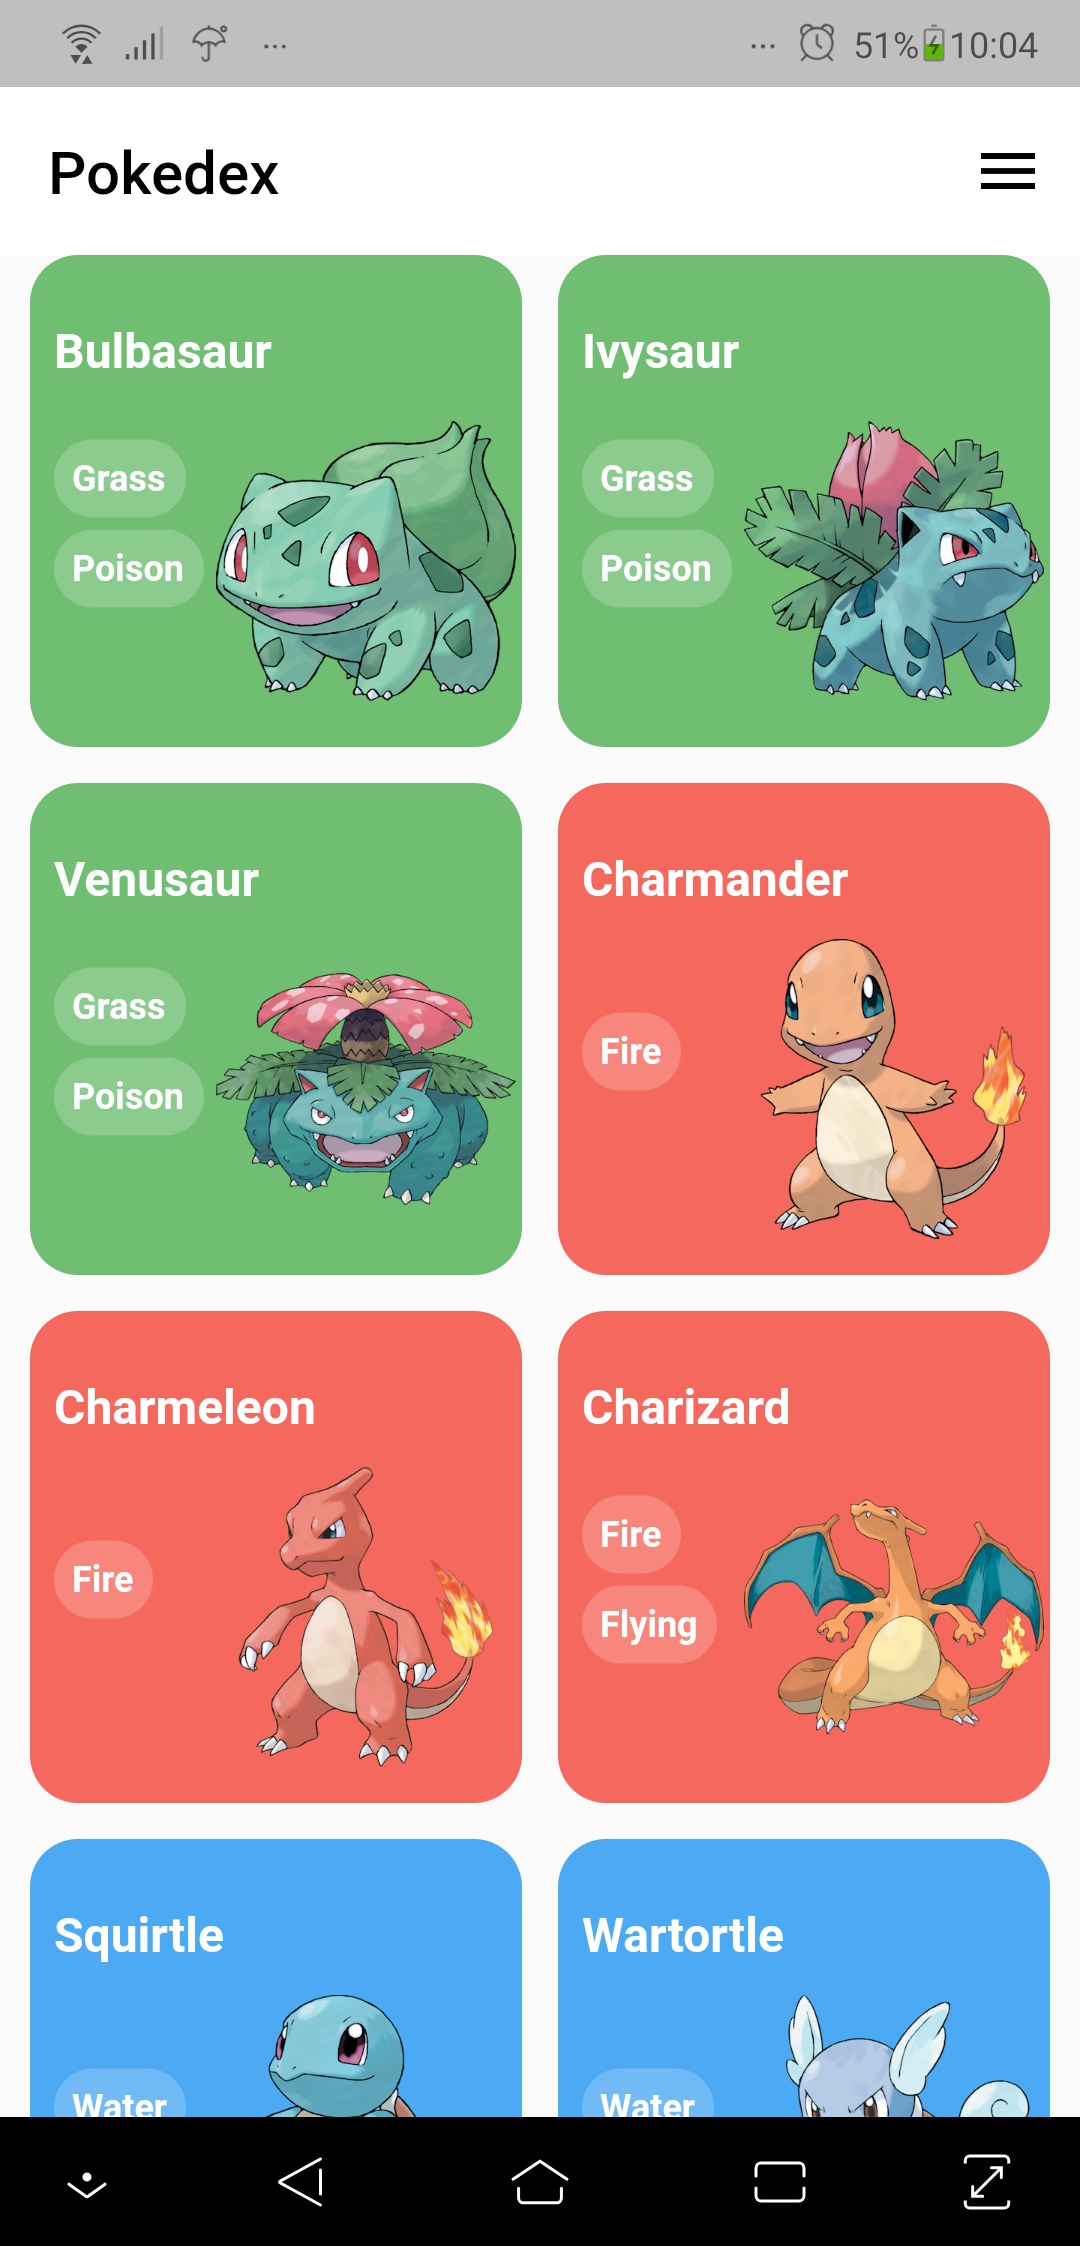 51% 10:04
Pokedex
Bulbasaur
Grass
Poison
Ivysaur
Grass
Poison
Venusaur
Grass
Poison
Charmander
Fire
Charmeleon
Fire
Charizard
Fire
Flying
Squirtle
Water
Wartortle
Water